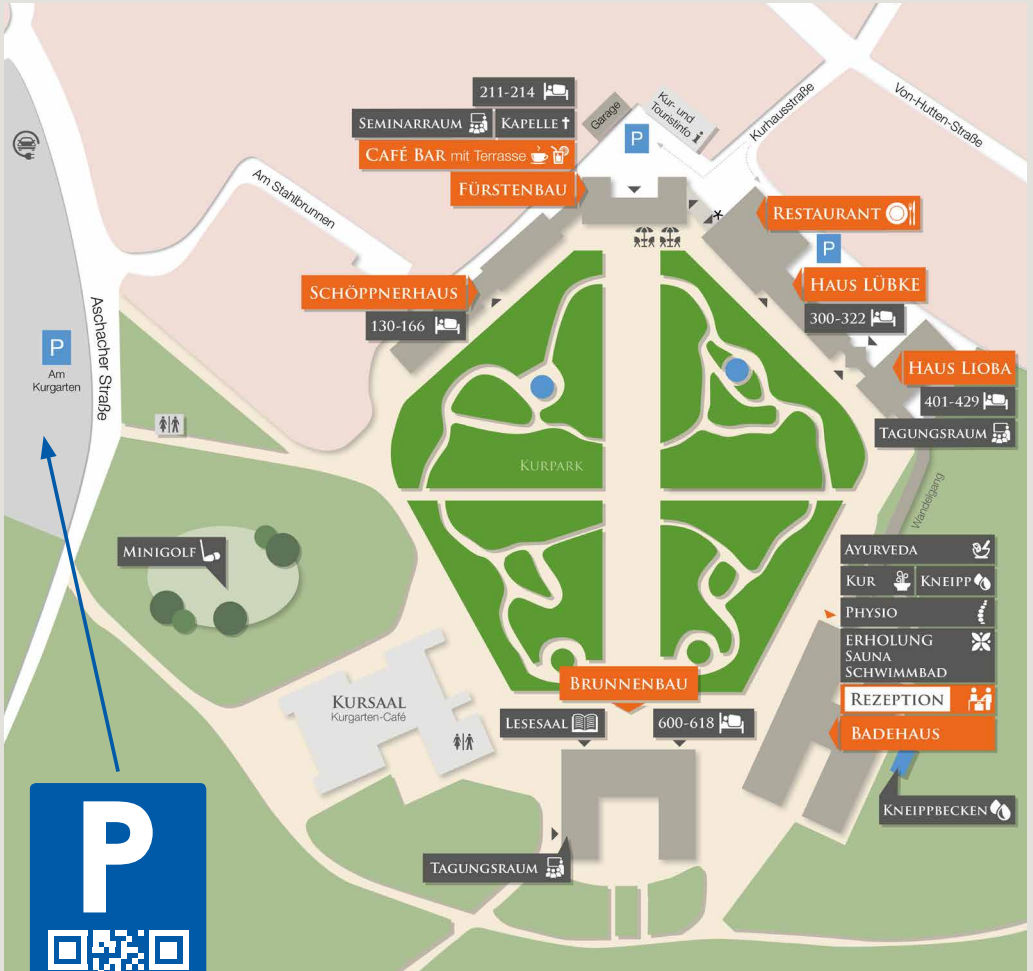 211-214
SEMINARRAUM
KAPELLE
CAFÉ BAR mit Terrasse
FÜRSTENBAU
Garage
P
Kur- und
Touristinfo i
Kurhausstraße
Von-Hutten-Straße
Am Stahlbrunnen
RESTAURANT
P
HAUS LÜBKE
300-322
SCHÖPPNERHAUS
130-166
Aschacher Straße
P
Am
Kurgarten
HAUS LIOBA
401-429
TAGUNGSRAUM
KURPARK
Wandelgang
MINIGOLF
AYURVEDA
KUR
KNEIPP
PHYSIO
ERHOLUNG
SAUNA
SCHWIMMBAD
REZEPTION
BADEHAUS
KNEIPPBECKEN
BRUNNENBAU
LESESAAL
600-618
KURSAAL
Kurgarten-Café
TAGUNGSRAUM
P